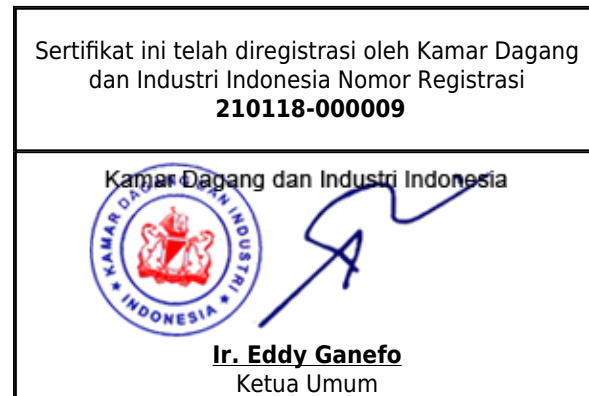 Sertifikat ini telah diregistrasi oleh Kamar Dagang
dan Industri Indonesia Nomor Registrasi
210118-000009
Kamar Dagang dan Industri Indonesia
KAMAR DAGANG DAN INDUSTRI
INDONESIA
Ir. Eddy Ganefo
Ketua Umum